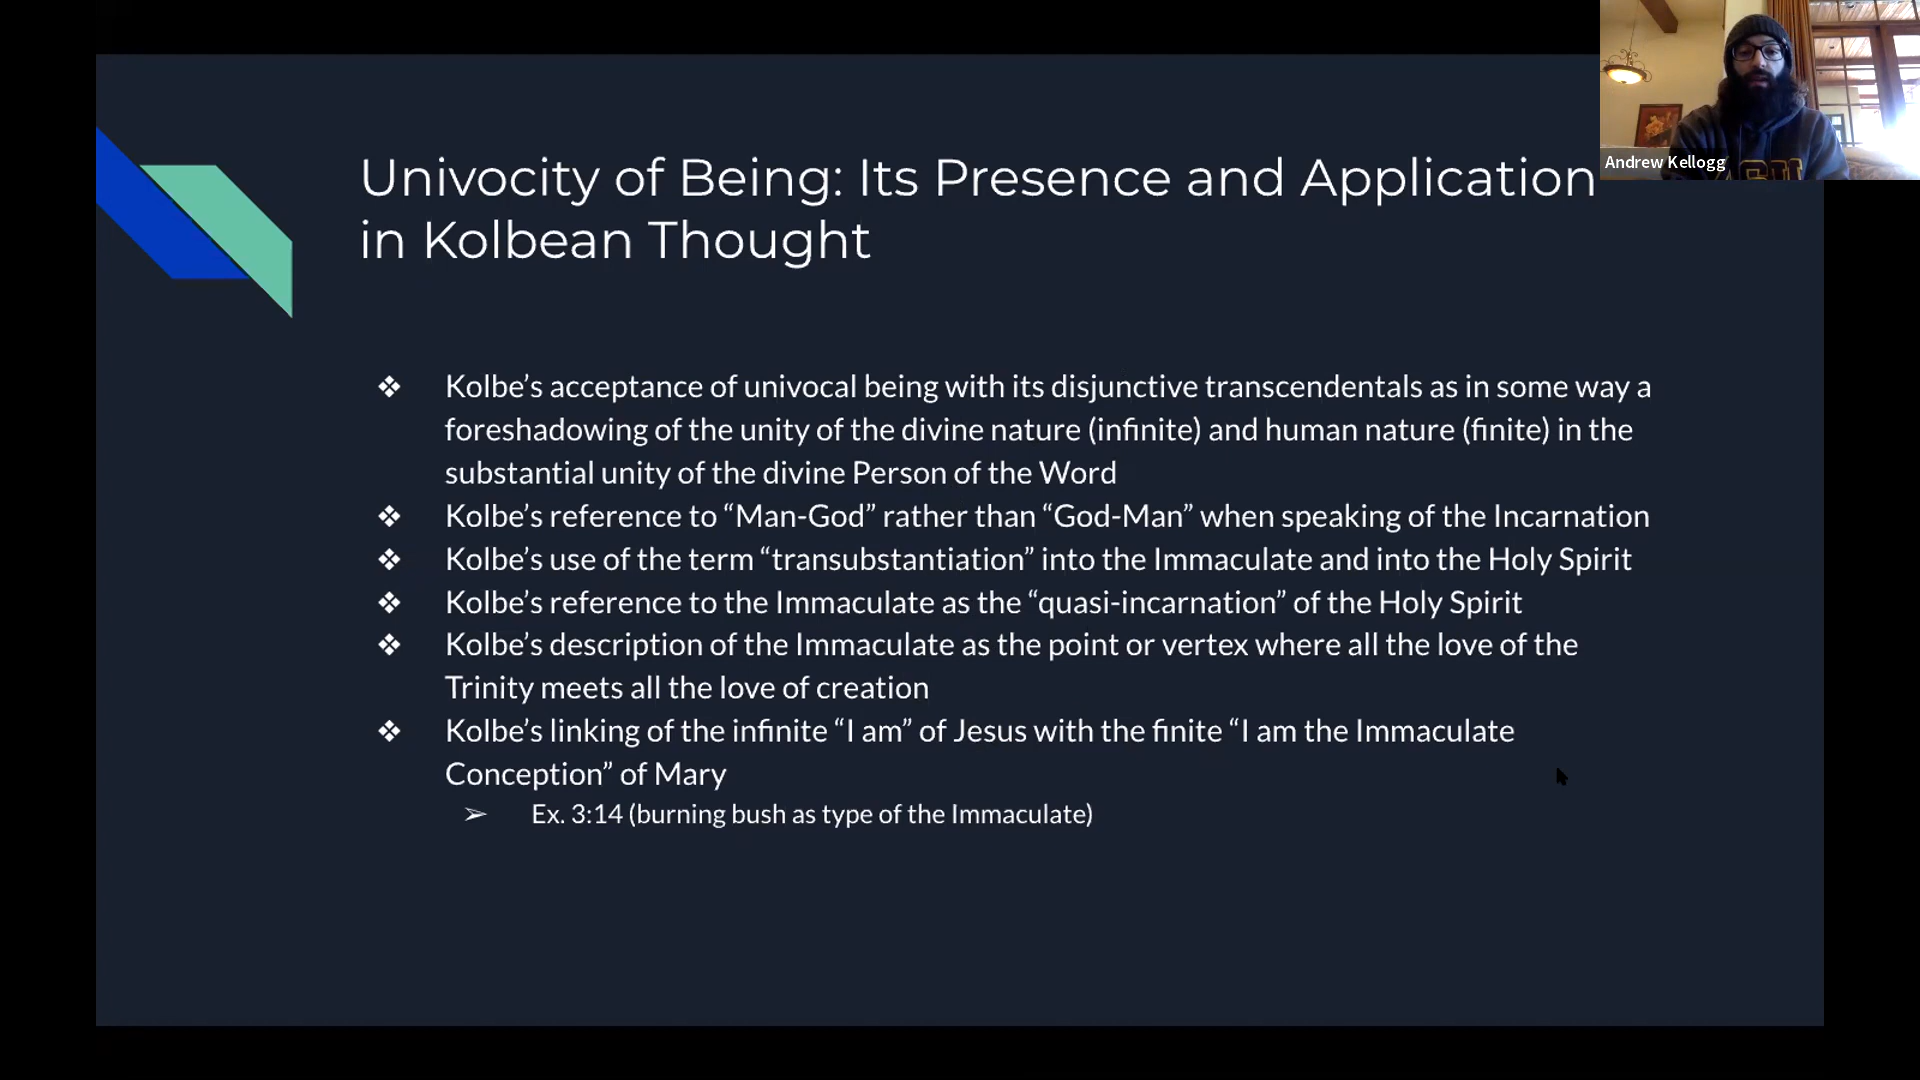 Andrew Kellogg
Univocity of Being: Its Presence and Application
in Kolbean Thought
❖ Kolbe’s acceptance of univocal being with its disjunctive transcendentals as in some way a
foreshadowing of the unity of the divine nature (infinite) and human nature (finite) in the
substantial unity of the divine Person of the Word
❖ Kolbe’s reference to “Man-God” rather than “God-Man” when speaking of the Incarnation
❖ Kolbe’s use of the term “transubstantiation” into the Immaculate and into the Holy Spirit
❖ Kolbe’s reference to the Immaculate as the “quasi-incarnation” of the Holy Spirit
❖ Kolbe’s description of the Immaculate as the point or vertex where all the love of the
Trinity meets all the love of creation
❖ Kolbe’s linking of the infinite “I am” of Jesus with the finite “I am the Immaculate
Conception” of Mary
➢ Ex. 3:14 (burning bush as type of the Immaculate)